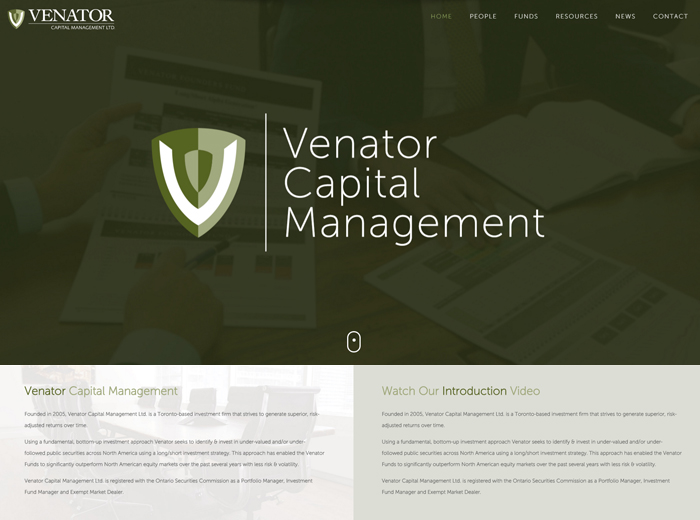 VENATOR
CAPITAL MANAGEMENT LTD
HOME PEOPLE FUNDS RESOURCES NEWS CONTACT
Venator
Capital
Management
Venator Capital Management
Founded in 2005, Venator Capital Management Ltd. is a Toronto-based investment firm that strives to generate superior, risk-
adjusted returns over time.
Using a fundamental, bottom-up investment approach Venator seeks to identify & invest in under-valued and/or under-
followed public securities across North America using a long/short investment strategy. This approach has enabled the Venator
Funds to significantly outperform North American equity markets over the past several years with less risk & volatility.
Venator Capital Management Ltd. is registered with the Ontario Securities Commission as a Portfolio Manager, Investment
Fund Manager and Exempt Market Dealer.
Watch Our Introduction Video
Founded in 2005, Venator Capital Management Ltd. is a Toronto-based investment firm that strives to generate superior, risk-
adjusted returns over time.
Using a fundamental, bottom-up investment approach Venator seeks to identify & invest in under-valued and/or under-
followed public securities across North America using a long/short investment strategy. This approach has enabled the Venator
Funds to significantly outperform North American equity markets over the past several years with less risk & volatility.
Venator Capital Management Ltd. is registered with the Ontario Securities Commission as a Portfolio Manager, Investment
Fund Manager and Exempt Market Dealer.